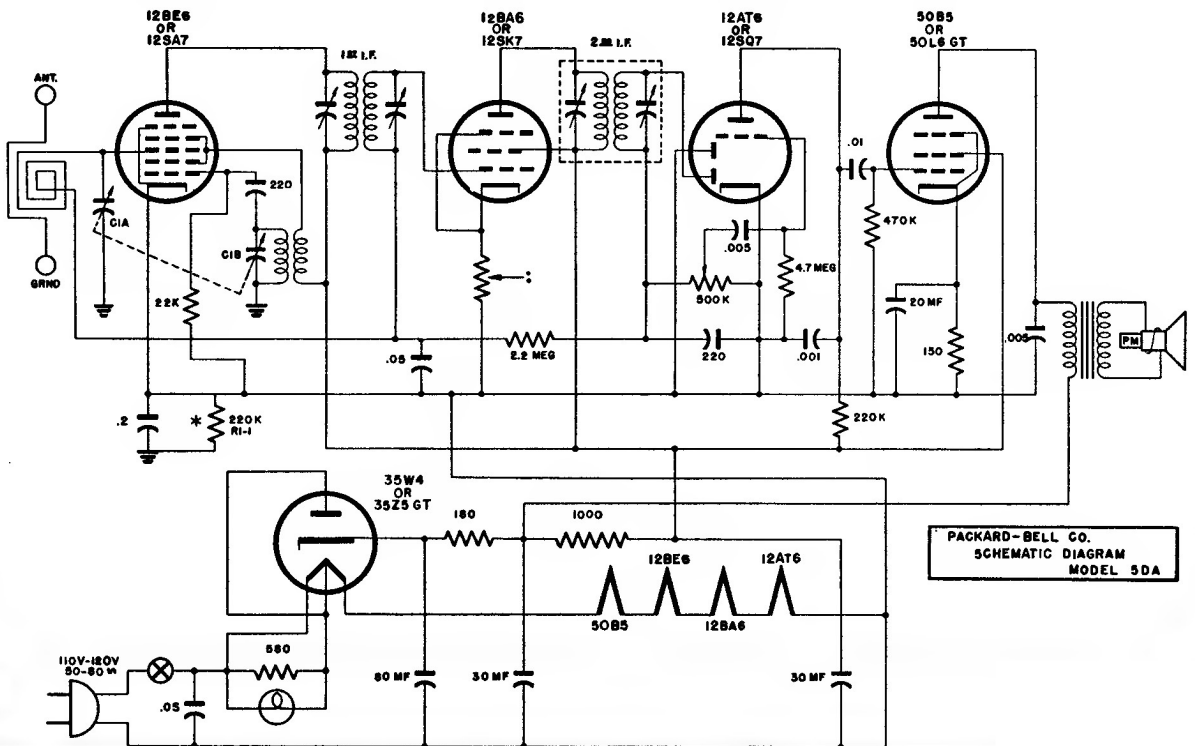 12BE6
OR
12SA7
1st I.F.
12BA6
OR
12SK7
2nd I.F.
12AT6
OR
12SQ7
50B5
OR
50L6 GT
ANT.
GRND
C1A
220
C1B
22K
.05
2.2 MEG
500K
.005
220
4.7 MEG
.001
.01
470K
20 MF
150
.005
PM
.2
*
220K
R1-1
220K
35W4
OR
35Z5 GT
180
1000
12BE6
12AT6
50B5
12BA6
PACKARD-BELL CO.
SCHEMATIC DIAGRAM
MODEL 5DA
110V-120V
50-60 ~
.05
580
80 MF
30 MF
30 MF